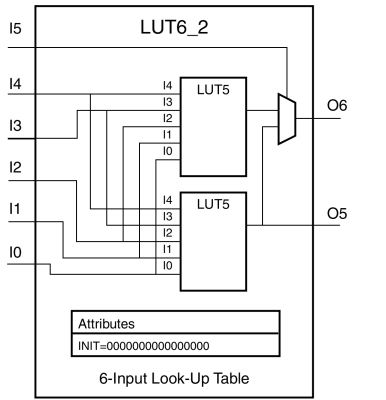 I5
LUT6_2
I4
I4
LUT5
O6
I3
I3
I2
I1
I2
I0
I1
I4
LUT5
O5
I3
I2
I1
I0
I0
Attributes
INIT=0000000000000000
6-Input Look-Up Table